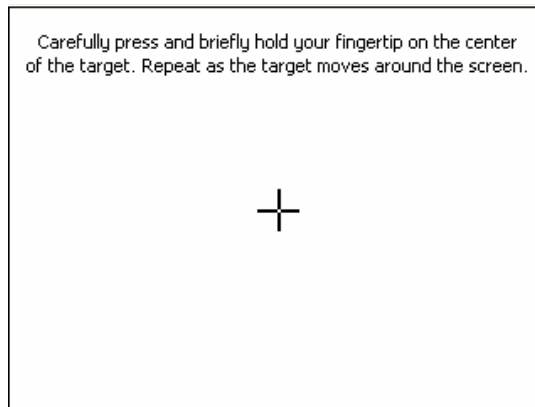 Carefully press and briefly hold your fingertip on the center
of the target. Repeat as the target moves around the screen.